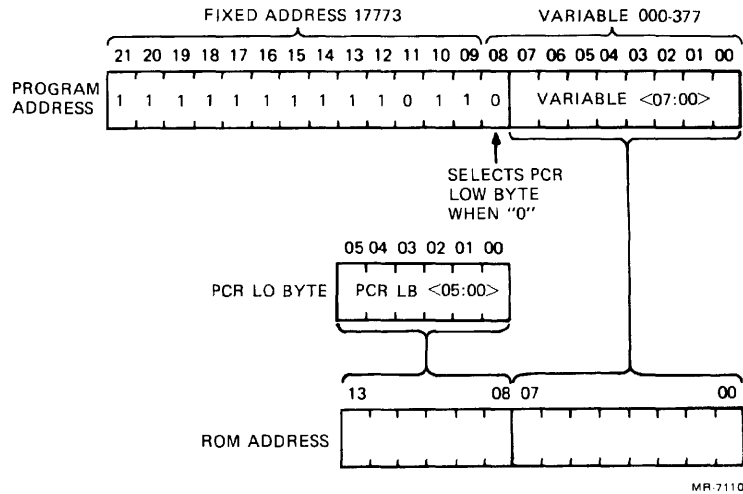 FIXED ADDRESS 17773 VARIABLE 000-377
21 20 19 18 17 16 15 14 13 12 11 10 09 08 07 06 05 04 03 02 01 00
PROGRAM
ADDRESS
1 1 1 1 1 1 1 1 1 1 0 1 1 0 VARIABLE <07:00>
SELECTS PCR
LOW BYTE
WHEN "0"
05 04 03 02 01 00
PCR LO BYTE PCR LB <05:00>
13 08 07 00
ROM ADDRESS
MR-7110